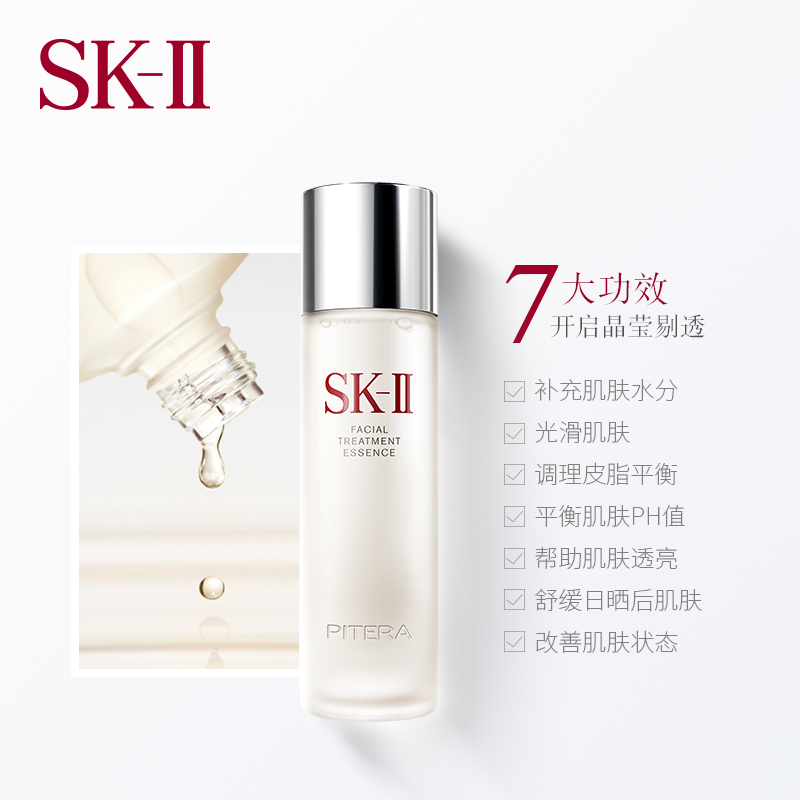 SK-II
7大功效
开启晶莹剔透
补充肌肤水分
光滑肌肤
调理皮脂平衡
平衡肌肤PH值
帮助肌肤透亮
舒缓日晒后肌肤
改善肌肤状态
SK-II
FACIAL
TREATMENT
ESSENCE
PITERA